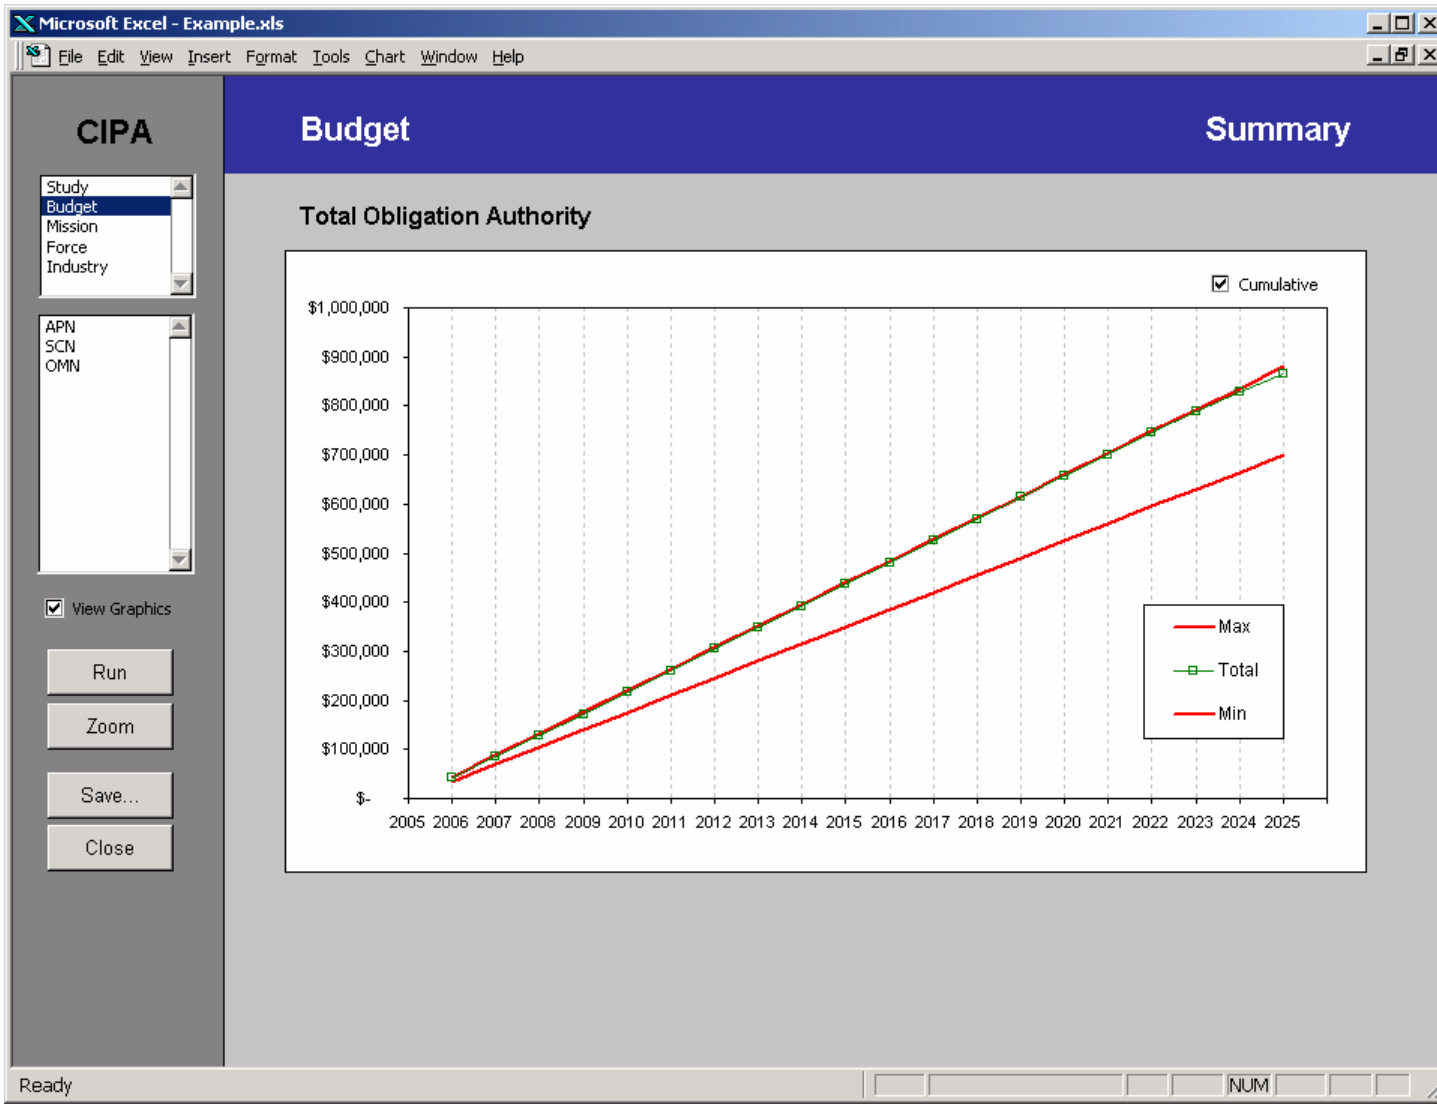 Microsoft Excel - Example.xls
File Edit View Insert Format Tools Chart Window Help
CIPA
Budget
Summary
Study
Budget
Mission
Force
Industry
APN
SCN
OMN
View Graphics
Run
Zoom
Save...
Close
Total Obligation Authority
Cumulative
$1,000,000
$900,000
$800,000
$700,000
$600,000
$500,000
$400,000
$300,000
$200,000
$100,000
$-
2005 2006 2007 2008 2009 2010 2011 2012 2013 2014 2015 2016 2017 2018 2019 2020 2021 2022 2023 2024 2025
Max
Total
Min
Ready
NUM